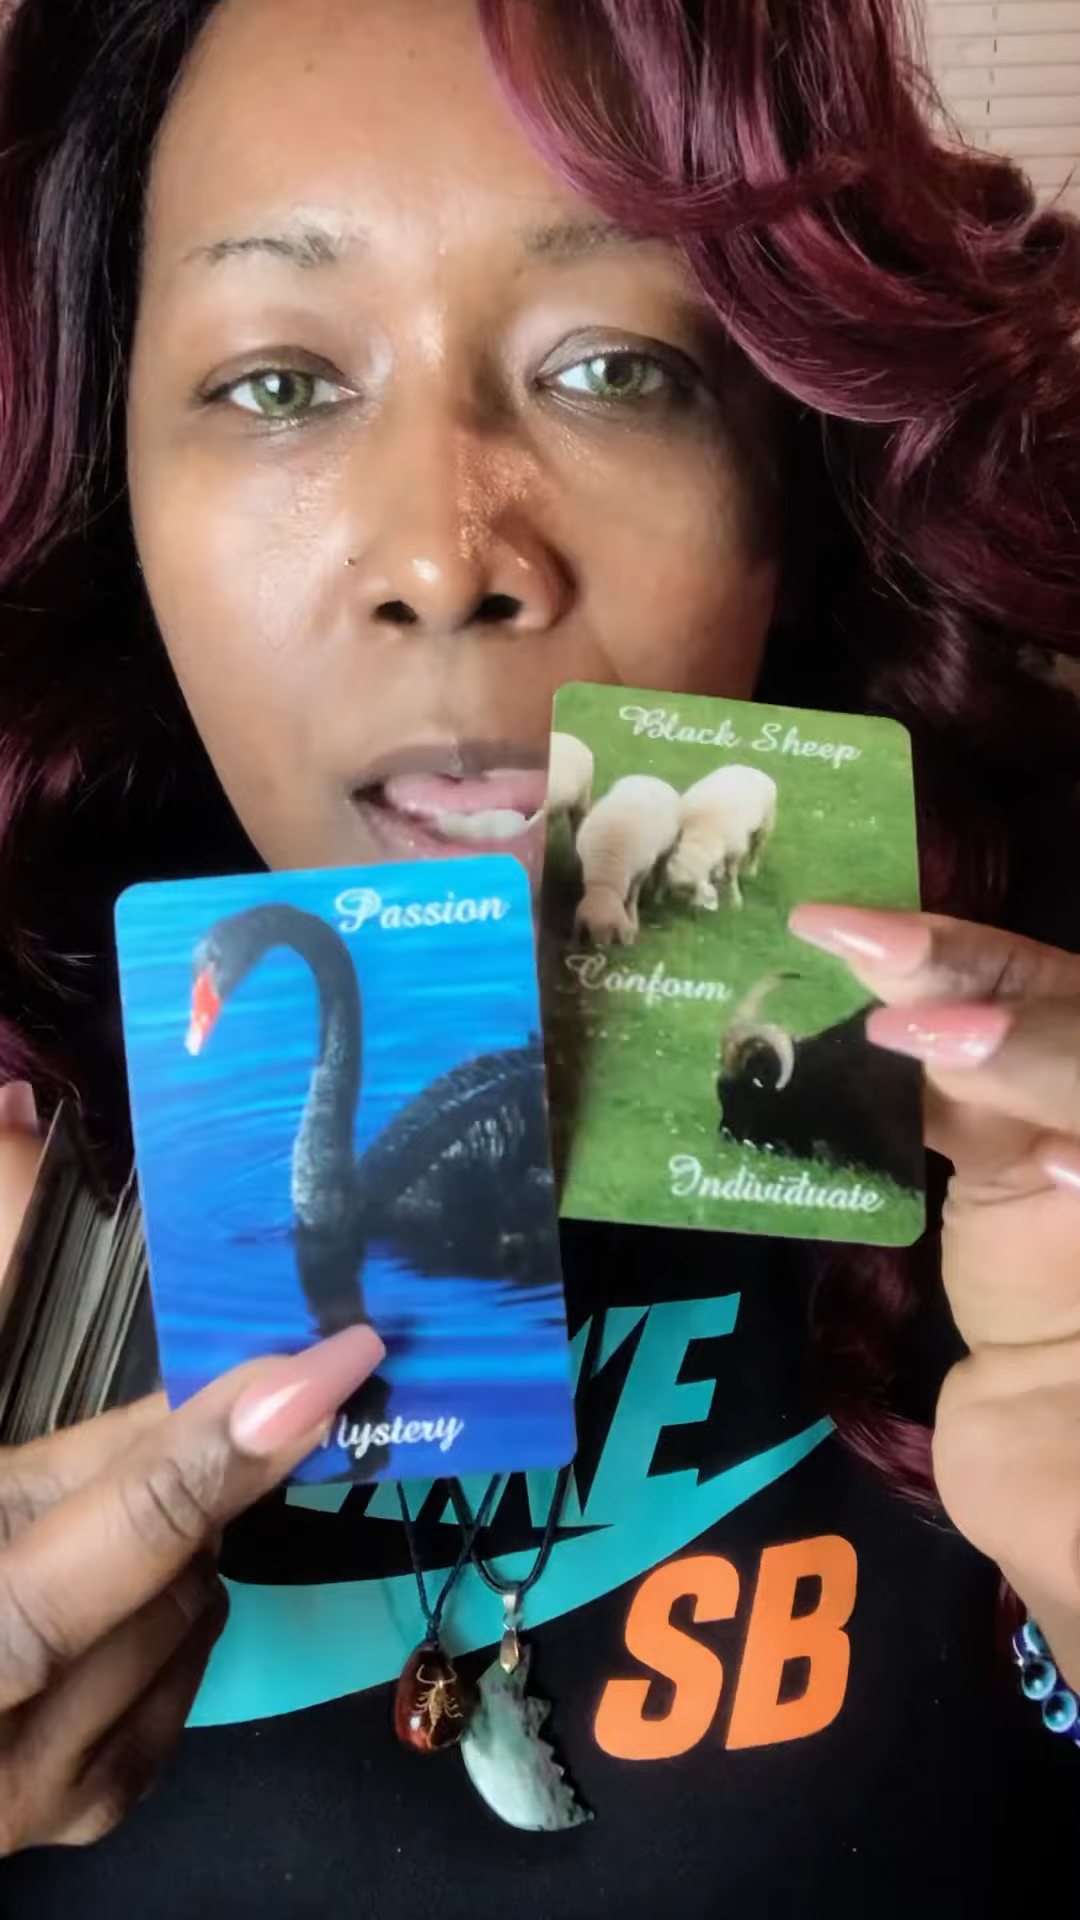 Black Sheep
Passion
Conform
Individuate
Mystery
SB